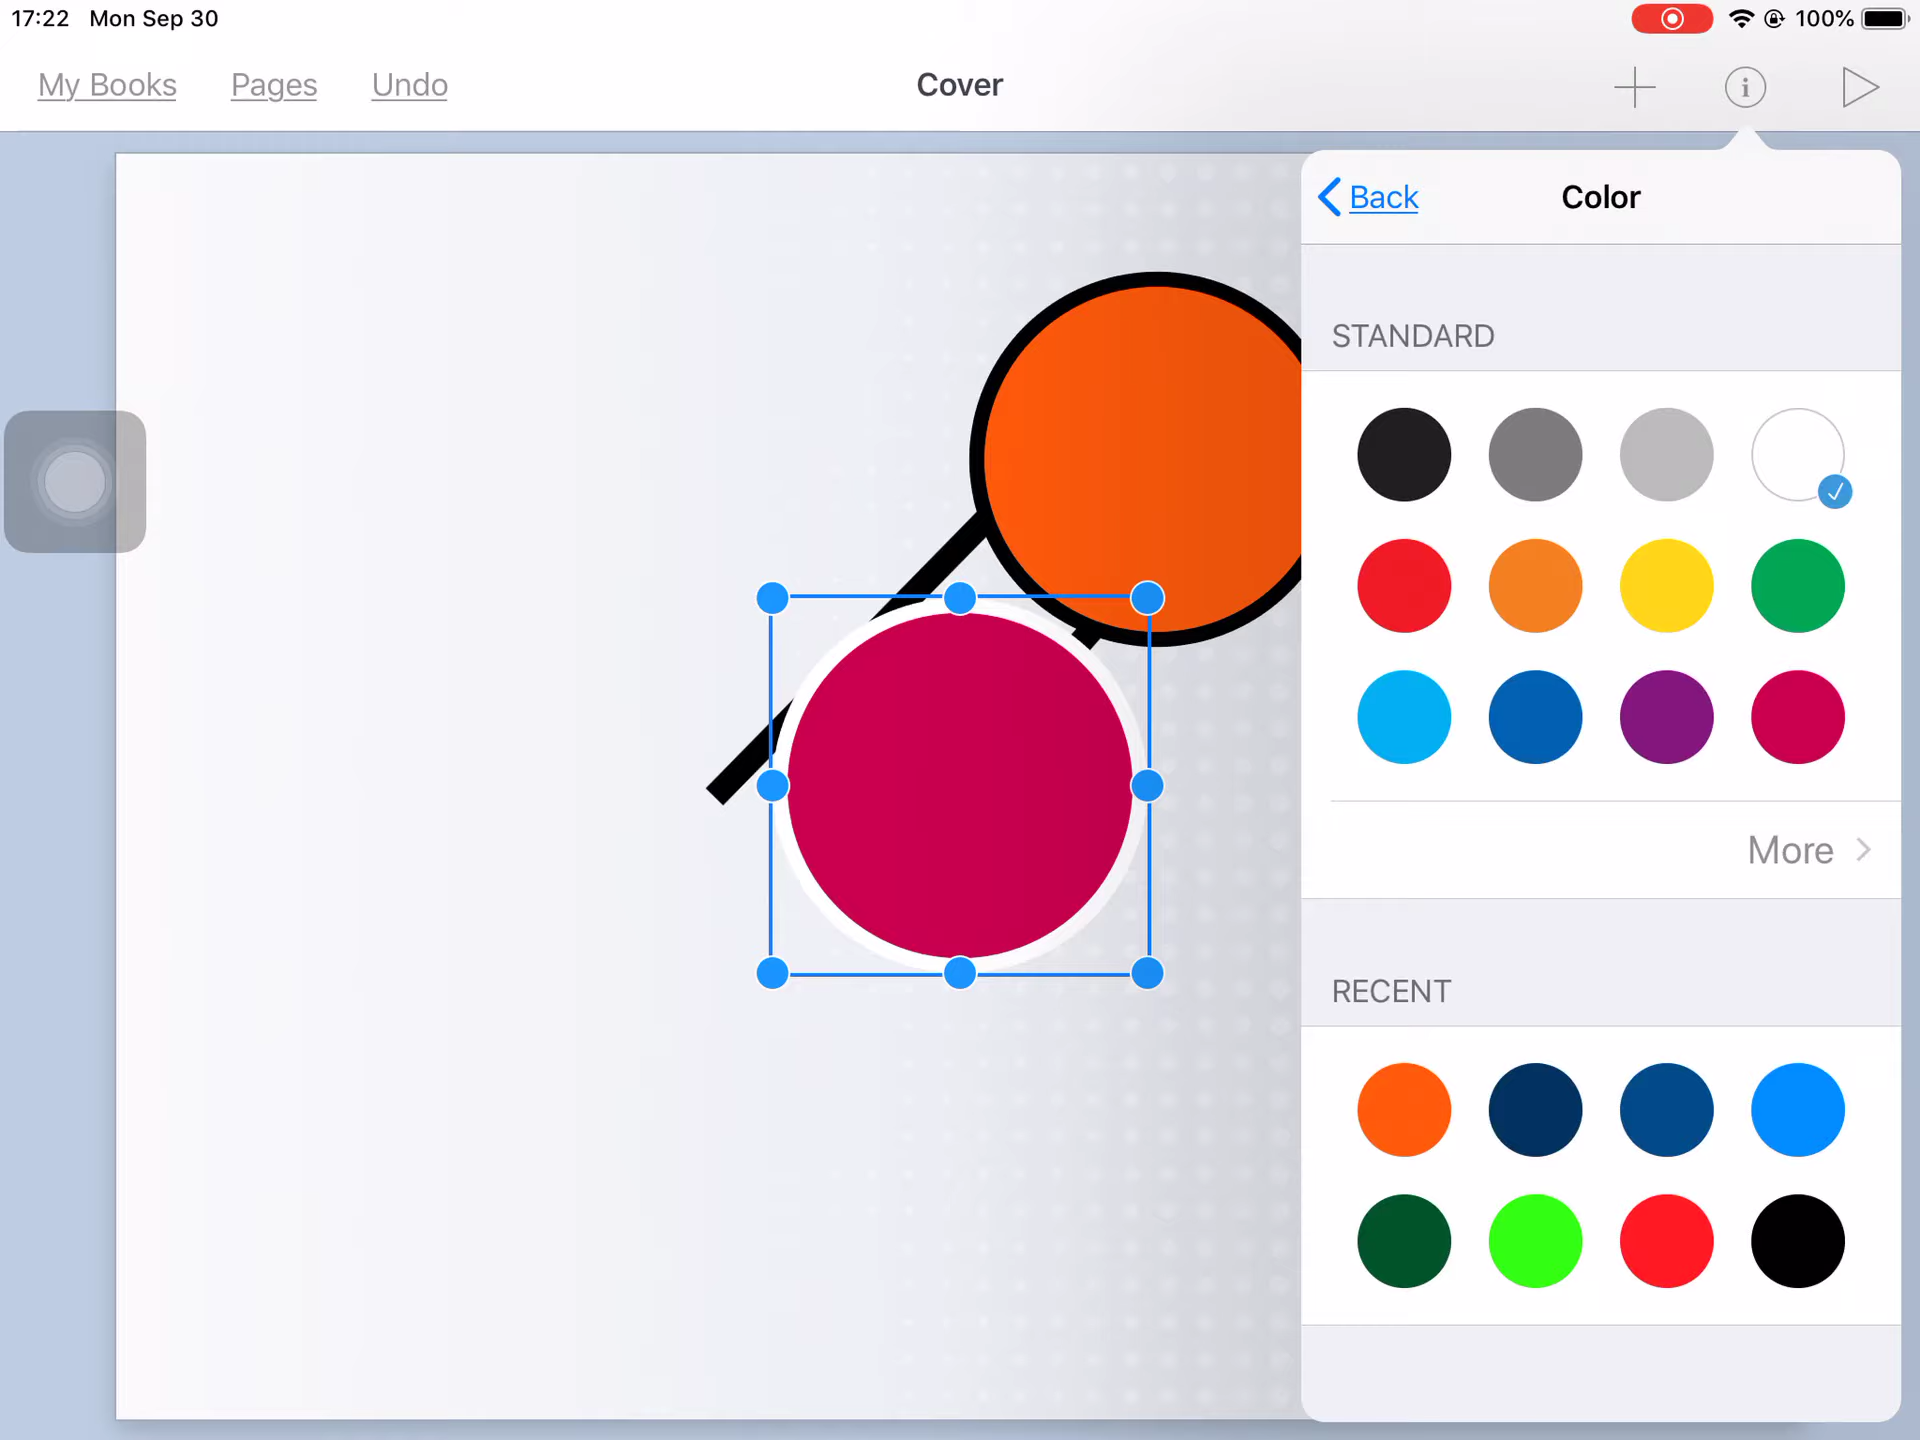 17:22 Mon Sep 30 100%
My Books Pages Undo Cover
Back Color
STANDARD
More
RECENT